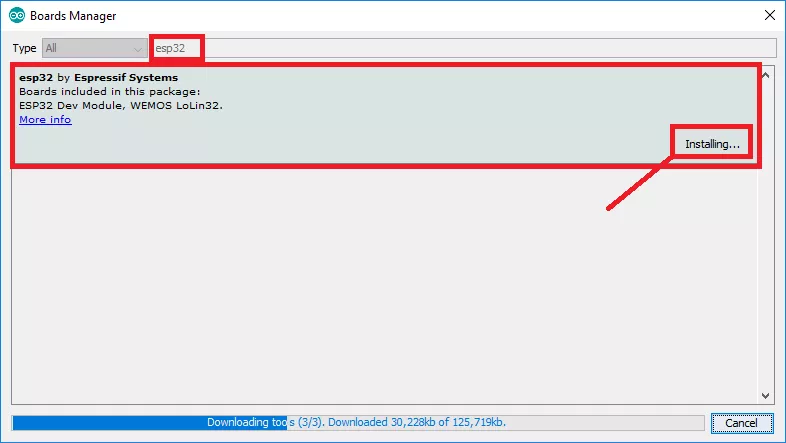 Boards Manager
Type All esp32
esp32 by Espressif Systems
Boards included in this package:
ESP32 Dev Module, WEMOS LoLin32.
More info
Installing...
Downloading tools (3/3). Downloaded 30,228kb of 125,719kb.
Cancel